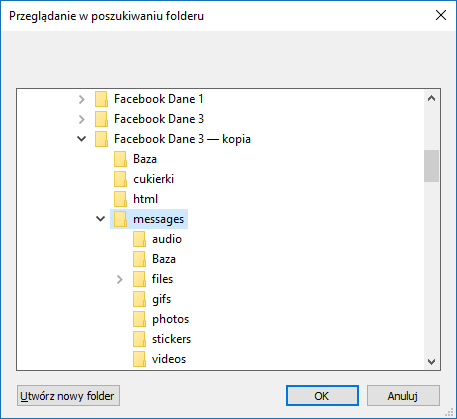 Przeglądanie w poszukiwaniu folderu
Facebook Dane 1
Facebook Dane 3
Facebook Dane 3 — kopia
Baza
cukierki
html
messages
audio
Baza
files
gifs
photos
stickers
videos
Utwórz nowy folder
OK
Anuluj